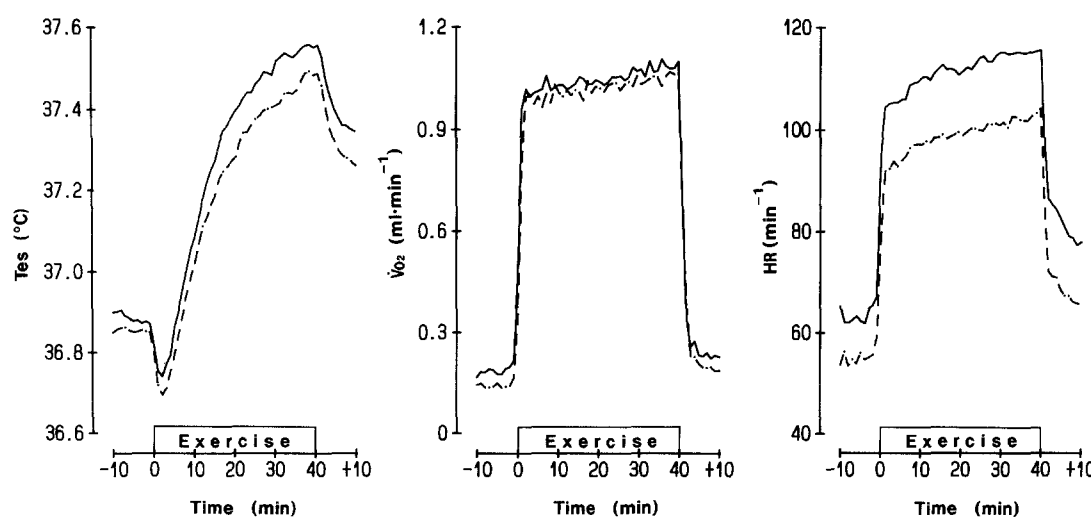 37.6
37.4
37.2
37.0
36.8
36.6
Tes (°C)
Exercise
-10 0 10 20 30 40 +10
Time (min)
1.2
0.9
0.6
0.3
0
V̇o₂ (ml·min⁻¹)
Exercise
-10 0 10 20 30 40 +10
Time (min)
120
100
80
60
40
HR (min⁻¹)
Exercise
-10 0 10 20 30 40 +10
Time (min)